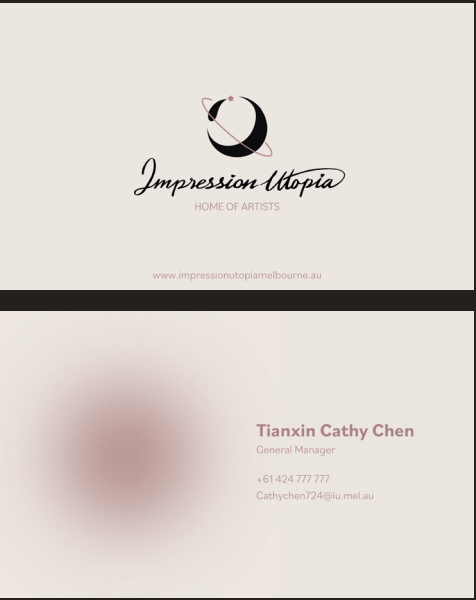 Impression Utopia
HOME OF ARTISTS
www.impressionutopiamelbourne.au
Tianxin Cathy Chen
General Manager
+61 424 777 777
Cathychen724@iu.mel.au